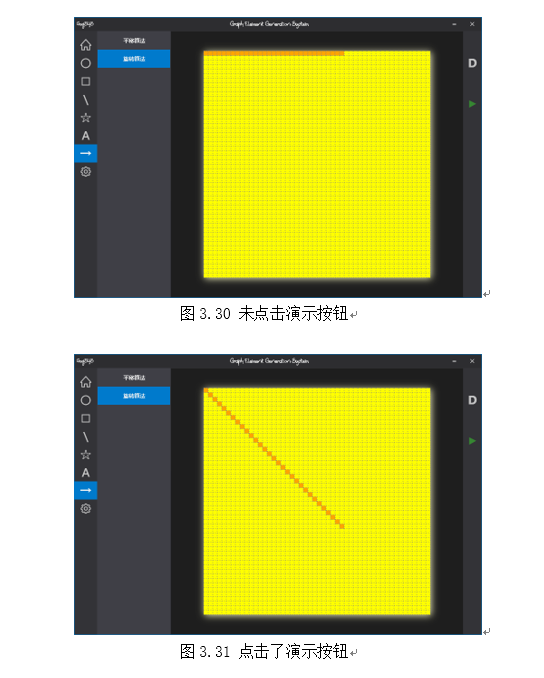 Graph Element Generation System
平移算法
旋转算法
D
A
图 3.30 未点击演示按钮
Graph Element Generation System
平移算法
旋转算法
D
A
图 3.31 点击了演示按钮